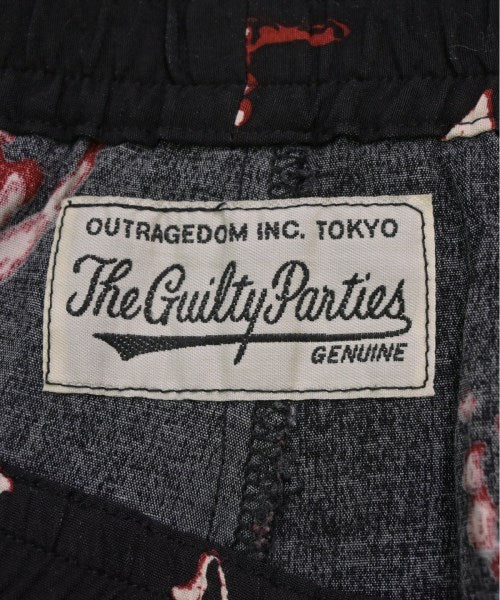 OUTRAGEDOM INC. TOKYO
The Guilty Parties
GENUINE